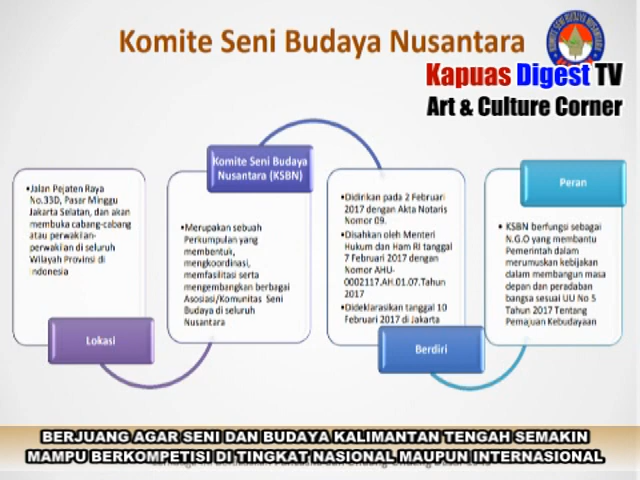 Komite Seni Budaya Nusantara
KOMITE SENI BUDAYA NUSANTARA
Kapuas Digest TV
Art & Culture Corner
•Jalan Pejaten Raya
No.33D, Pasar Minggu
Jakarta Selatan, dan akan
membuka cabang-cabang
atau perwakilan-
perwakilan di seluruh
Wilayah Provinsi di
Indonesia
Lokasi
Komite Seni Budaya
Nusantara (KSBN)
•Merupakan sebuah
Perkumpulan yang
membentuk,
mengkoordinasi,
memfasilitasi serta
mengembangkan berbagai
Asosiasi/Komunitas Seni
Budaya di seluruh
Nusantara
•Didirikan pada 2 Februari
2017 dengan Akta Notaris
Nomor 09.
•Disahkan oleh Menteri
Hukum dan Ham RI tanggal
7 Februari 2017 dengan
Nomor AHU-
0002117.AH.01.07.Tahun
2017
•Dideklarasikan tanggal 10
Februari 2017 di Jakarta
Berdiri
Peran
• KSBN berfungsi sebagai
N.G.O yang membantu
Pemerintah dalam
merumuskan kebijakan
dalam membangun masa
depan dan peradaban
bangsa sesuai UU No 5
Tahun 2017 Tentang
Pemajuan Kebudayaan
BERJUANG AGAR SENI DAN BUDAYA KALIMANTAN TENGAH SEMAKIN
MAMPU BERKOMPETISI DI TINGKAT NASIONAL MAUPUN INTERNASIONAL